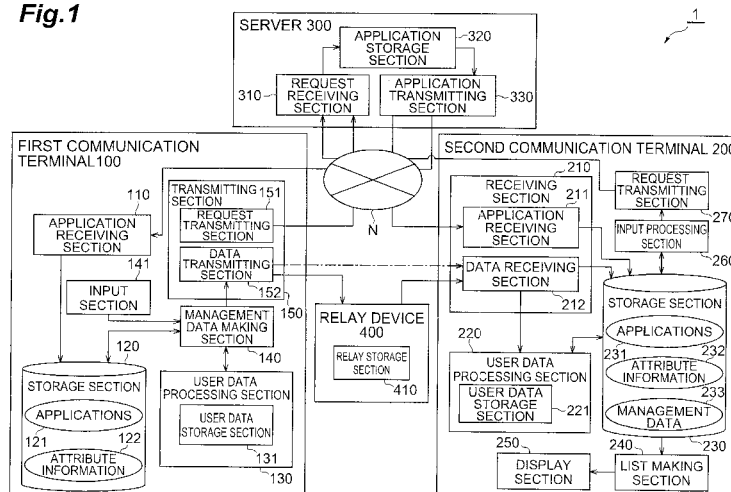 Fig.1
1
SERVER 300
APPLICATION
STORAGE
SECTION
320
310
REQUEST
RECEIVING
SECTION
APPLICATION
TRANSMITTING
SECTION
330
N
FIRST COMMUNICATION
TERMINAL100
110
APPLICATION
RECEIVING
SECTION
TRANSMITTING
SECTION
151
REQUEST
TRANSMITTING
SECTION
DATA
TRANSMITTING
SECTION
152
150
141
INPUT
SECTION
MANAGEMENT
DATA MAKING
SECTION
140
120
STORAGE SECTION
APPLICATIONS
121
122
ATTRIBUTE
INFORMATION
USER DATA
PROCESSING SECTION
USER DATA
STORAGE SECTION
131
130
RELAY DEVICE
400
RELAY STORAGE
SECTION
410
SECOND COMMUNICATION TERMINAL 200
210
RECEIVING
SECTION
211
APPLICATION
RECEIVING
SECTION
DATA RECEIVING
SECTION
212
REQUEST
TRANSMITTING
SECTION
270
INPUT PROCESSING
SECTION
260
220
USER DATA
PROCESSING SECTION
USER DATA
STORAGE SECTION
221
STORAGE SECTION
APPLICATIONS
231
232
ATTRIBUTE
INFORMATION
233
MANAGEMENT
DATA
230
250
DISPLAY
SECTION
240
LIST MAKING
SECTION